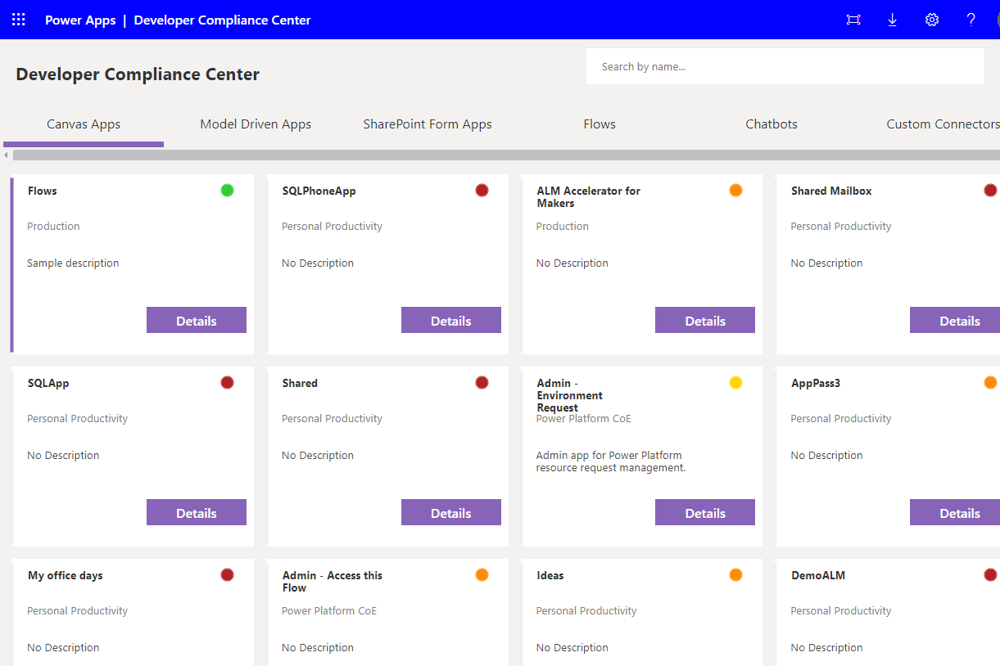 Power Apps | Developer Compliance Center
?
Developer Compliance Center
Search by name...
Canvas Apps
Model Driven Apps
SharePoint Form Apps
Flows
Chatbots
Custom Connectors
Flows
Production
Sample description
Details
SQLPhoneApp
Personal Productivity
No Description
Details
ALM Accelerator for
Makers
Production
No Description
Details
Shared Mailbox
Personal Productivity
No Description
Details
SQLApp
Personal Productivity
No Description
Details
Shared
Personal Productivity
No Description
Details
Admin -
Environment
Request
Power Platform CoE
Admin app for Power Platform
resource request management.
Details
AppPass3
Personal Productivity
No Description
Details
My office days
Personal Productivity
No Description
Admin - Access this
Flow
Power Platform CoE
No Description
Ideas
Personal Productivity
No Description
DemoALM
Personal Productivity
No Description